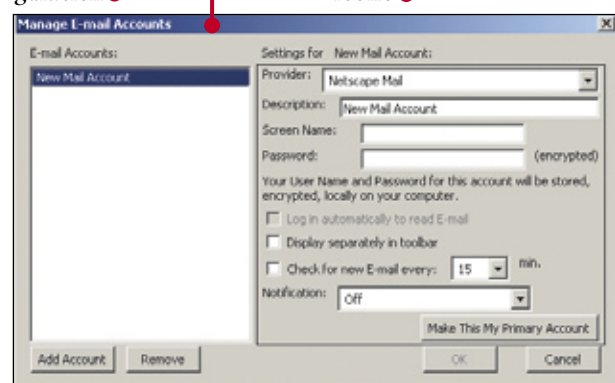 Manage E-mail Accounts
E-mail Accounts:
New Mail Account
Add Account
Remove
Settings for New Mail Account:
Provider: Netscape Mail
Description: New Mail Account
Screen Name:
Password: (encrypted)
Your User Name and Password for this account will be stored,
encrypted, locally on your computer.
Log in automatically to read E-mail
Display separately in toolbar
Check for new E-mail every: 15 min.
Notification: Off
Make This My Primary Account
OK
Cancel